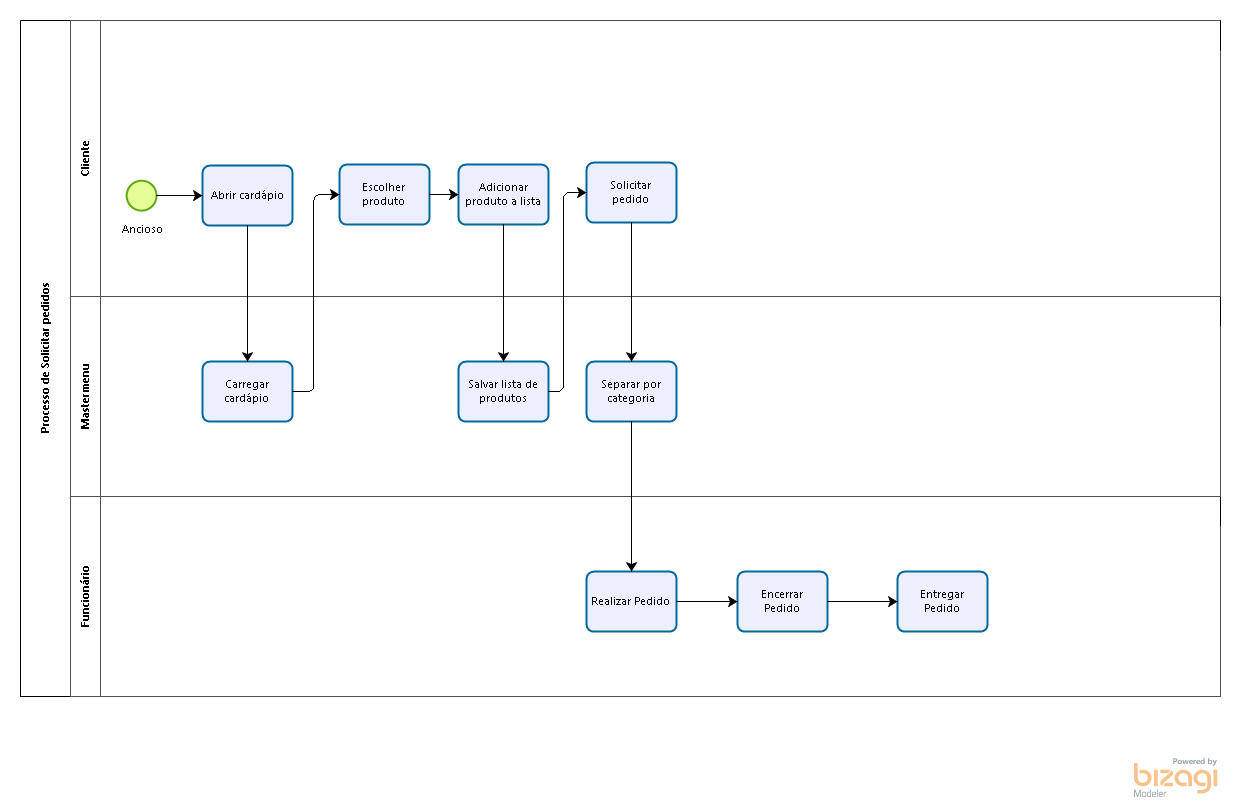 Processo de Solicitar pedidos
Cliente
Ancioso
Abrir cardápio
Escolher
produto
Adicionar
produto a lista
Solicitar
pedido
Mastermenu
Carregar
cardápio
Salvar lista de
produtos
Separar por
categoria
Funcionário
Realizar Pedido
Encerrar
Pedido
Entregar
Pedido
Powered by
bizagi
Modeler